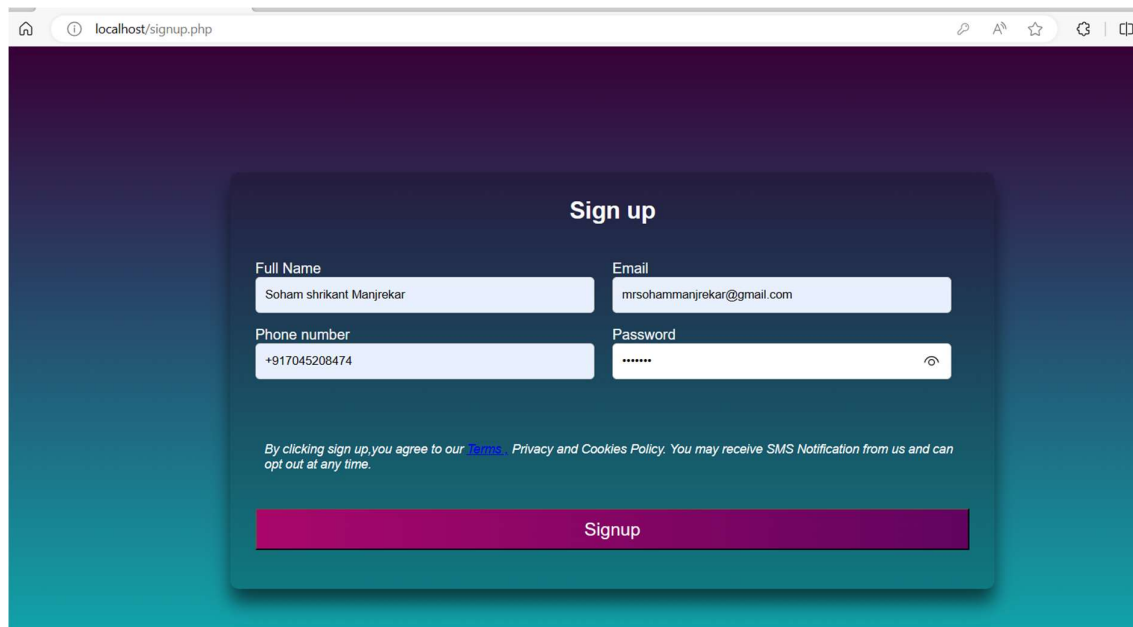 localhost/signup.php
Sign up
Full Name
Email
Soham shrikant Manjrekar
mrsohammanjrekar@gmail.com
Phone number
Password
+917045208474
•••••••
By clicking sign up,you agree to our Terms , Privacy and Cookies Policy. You may receive SMS Notification from us and can
opt out at any time.
Signup